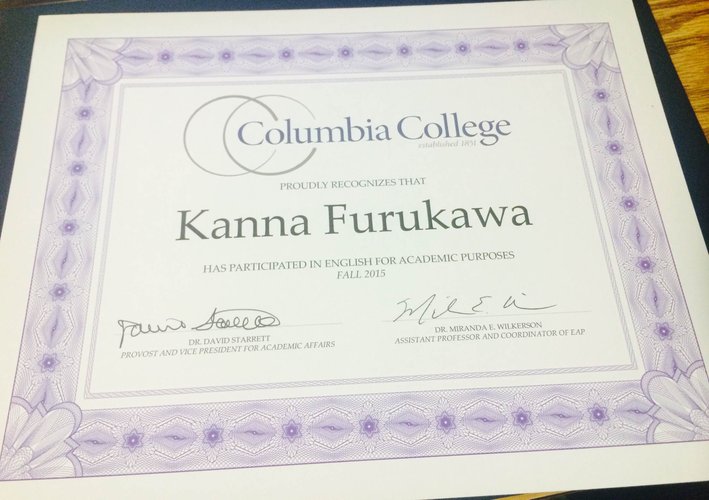 Columbia College
established 1851
PROUDLY RECOGNIZES THAT
Kanna Furukawa
HAS PARTICIPATED IN ENGLISH FOR ACADEMIC PURPOSES
FALL 2015
DR. DAVID STARRETT
PROVOST AND VICE PRESIDENT FOR ACADEMIC AFFAIRS
DR. MIRANDA E. WILKERSON
ASSISTANT PROFESSOR AND COORDINATOR OF EAP